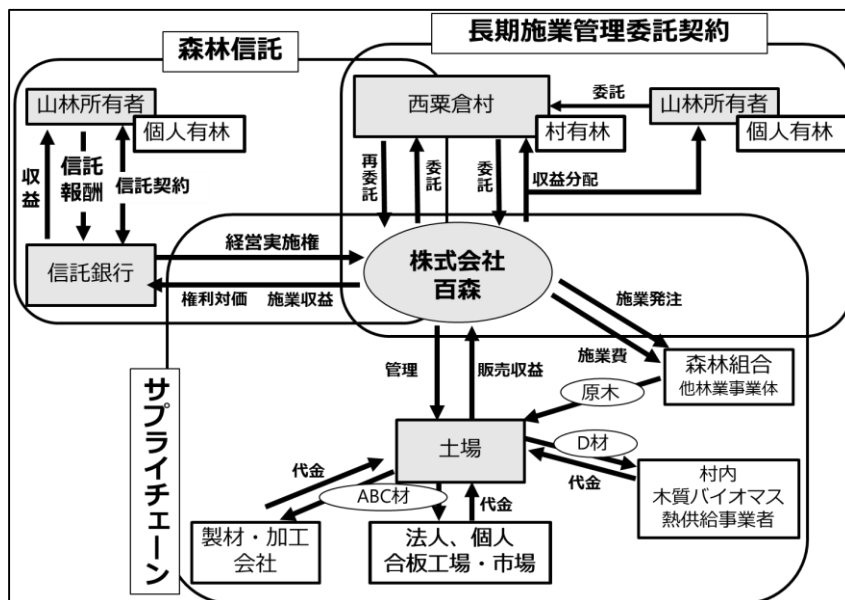 森林信託
長期施業管理委託契約
山林所有者
個人有林
西粟倉村
村有林
委託
山林所有者
個人有林
収益
信託
報酬
信託契約
再委託
委託
委託
収益分配
信託銀行
経営実施権
権利対価
施業収益
株式会社
百森
施業発注
施業費
森林組合
他林業事業体
管理
販売収益
原木
サプライチェーン
土場
D材
代金
代金
ABC材
代金
村内
木質バイオマス
熱供給事業者
製材・加工
会社
法人、個人
合板工場・市場